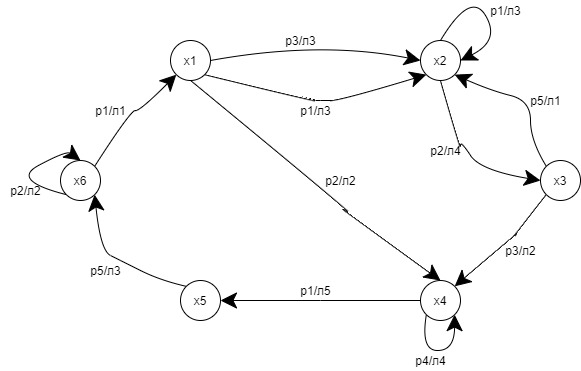 p1/л3
p3/л3
x1
x2
p5/л1
p1/л3
p1/л1
p2/л4
p2/л2
x6
x3
p2/л2
p3/л2
p5/л3
p1/л5
x5
x4
p4/л4